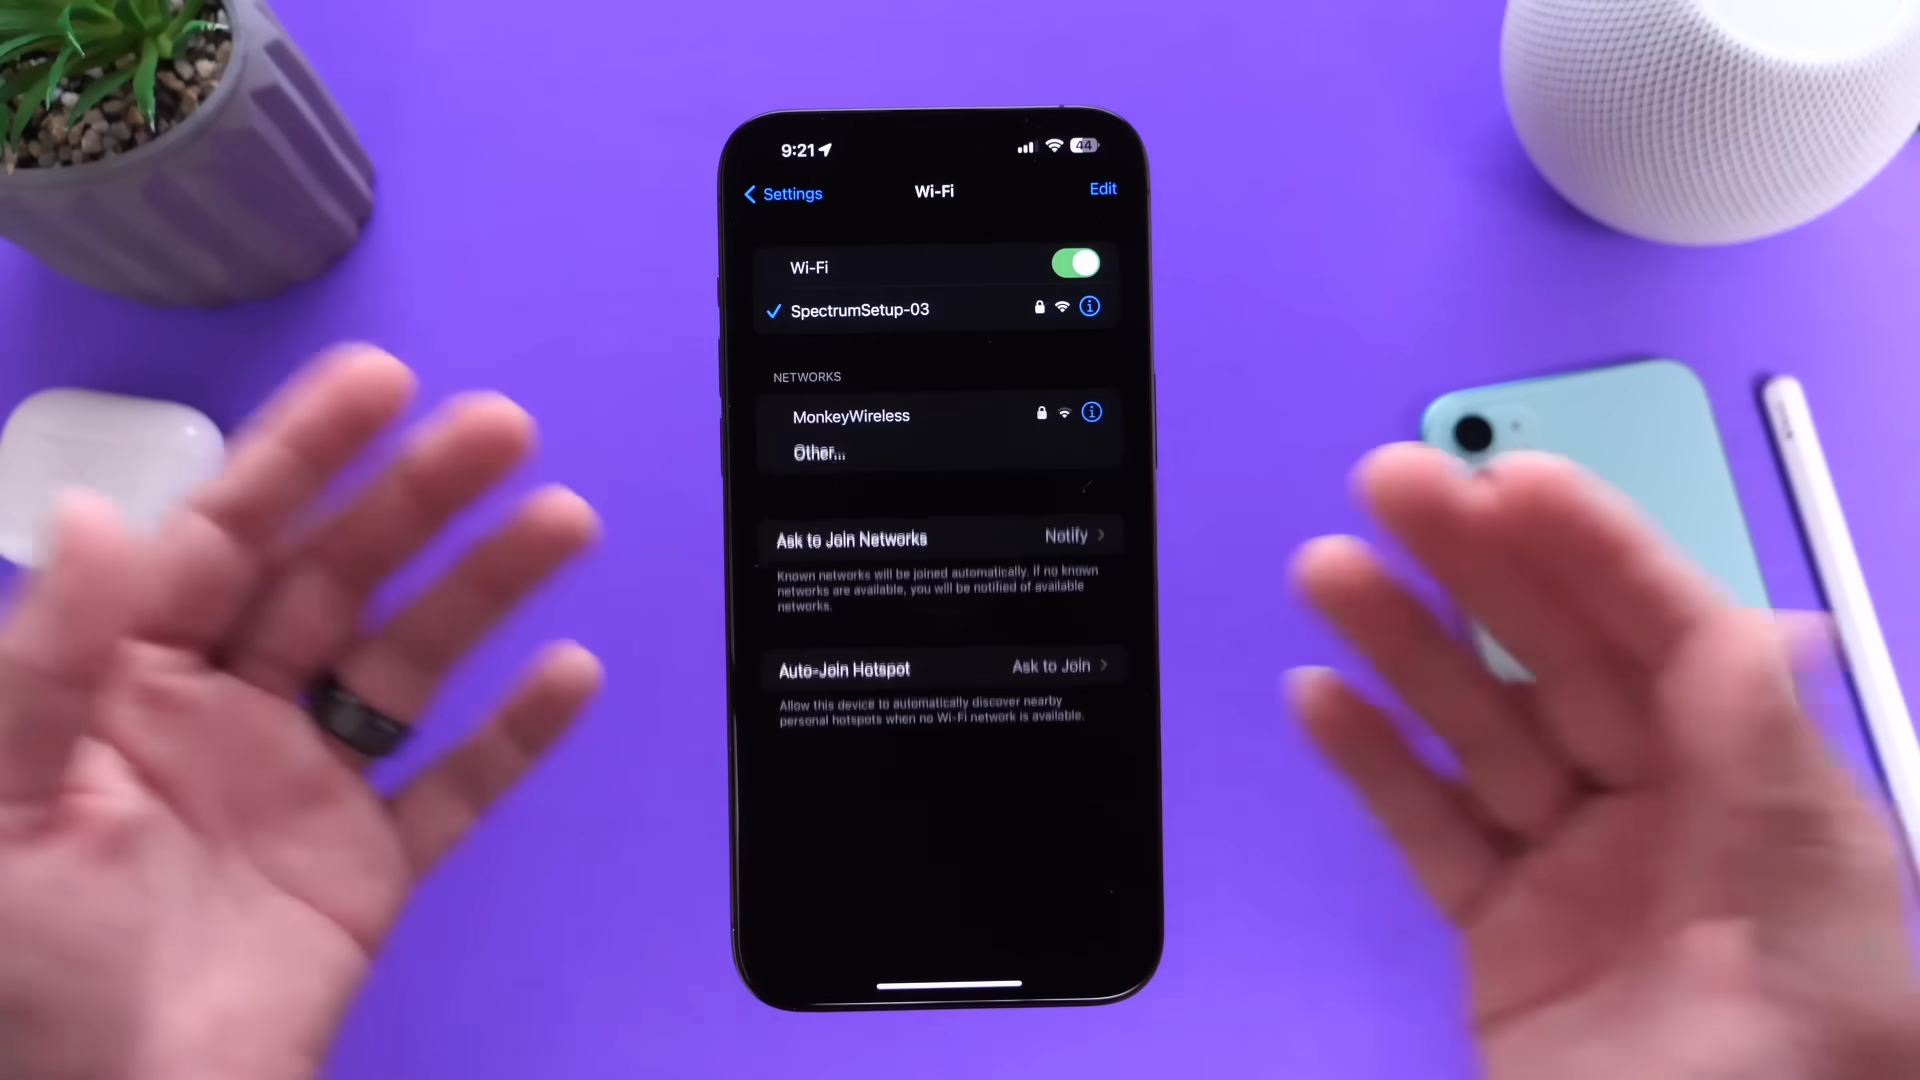 9:21
44
Settings
Wi-Fi
Edit
Wi-Fi
SpectrumSetup-03
NETWORKS
MonkeyWireless
Other...
Ask to Join Networks
Notify
Known networks will be joined automatically. If no known
networks are available, you will be notified of available
networks.
Auto-Join Hotspot
Ask to Join
Allow this device to automatically discover nearby
personal hotspots when no Wi-Fi network is available.